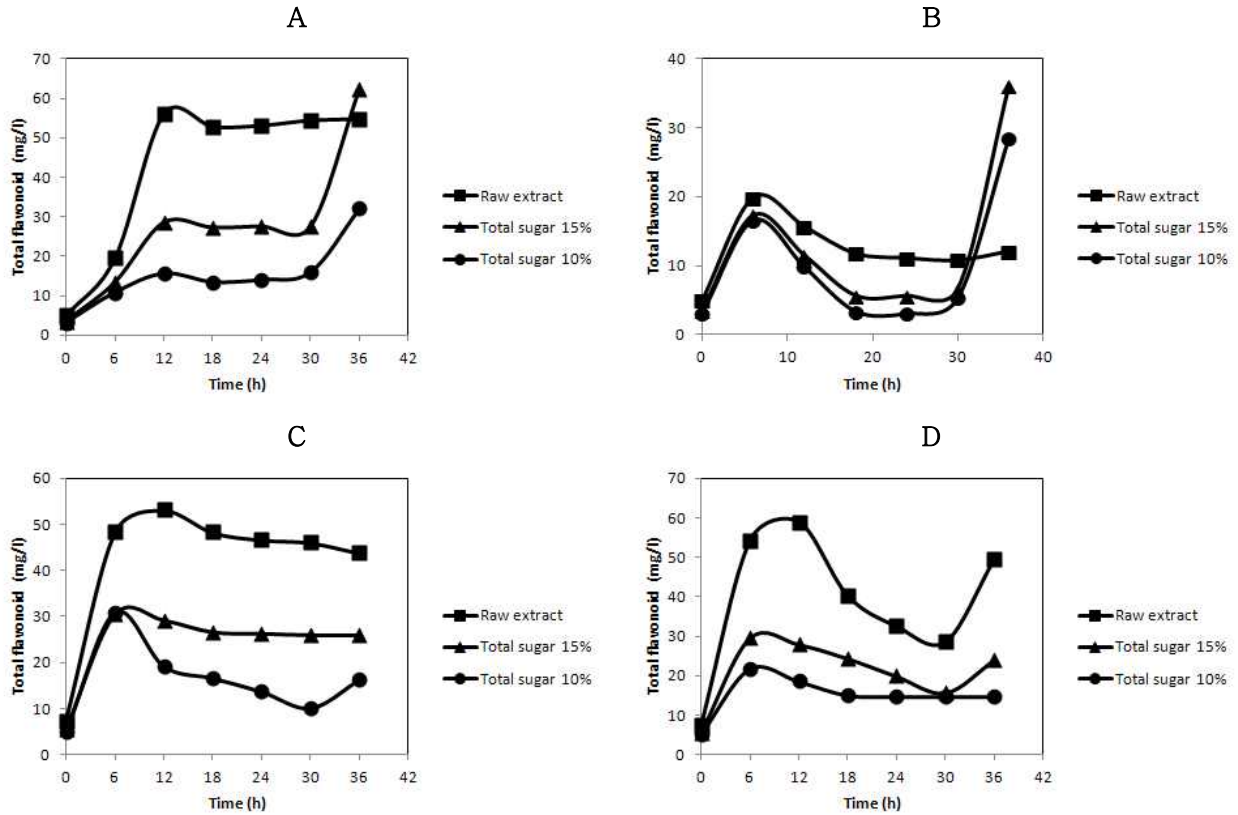 A
Total flavonoid (mg/l)
70
60
50
40
30
20
10
0
0 6 12 18 24 30 36 42
Time (h)
Raw extract
Total sugar 15%
Total sugar 10%
B
Total flavonoid (mg/l)
40
30
20
10
0
0 10 20 30 40
Time (h)
Raw extract
Total sugar 15%
Total sugar 10%
C
Total flavonoid (mg/l)
60
50
40
30
20
10
0
0 6 12 18 24 30 36 42
Time (h)
Raw extract
Total sugar 15%
Total sugar 10%
D
Total flavonoid (mg/l)
70
60
50
40
30
20
10
0
0 6 12 18 24 30 36 42
Time (h)
Raw extract
Total sugar 15%
Total sugar 10%